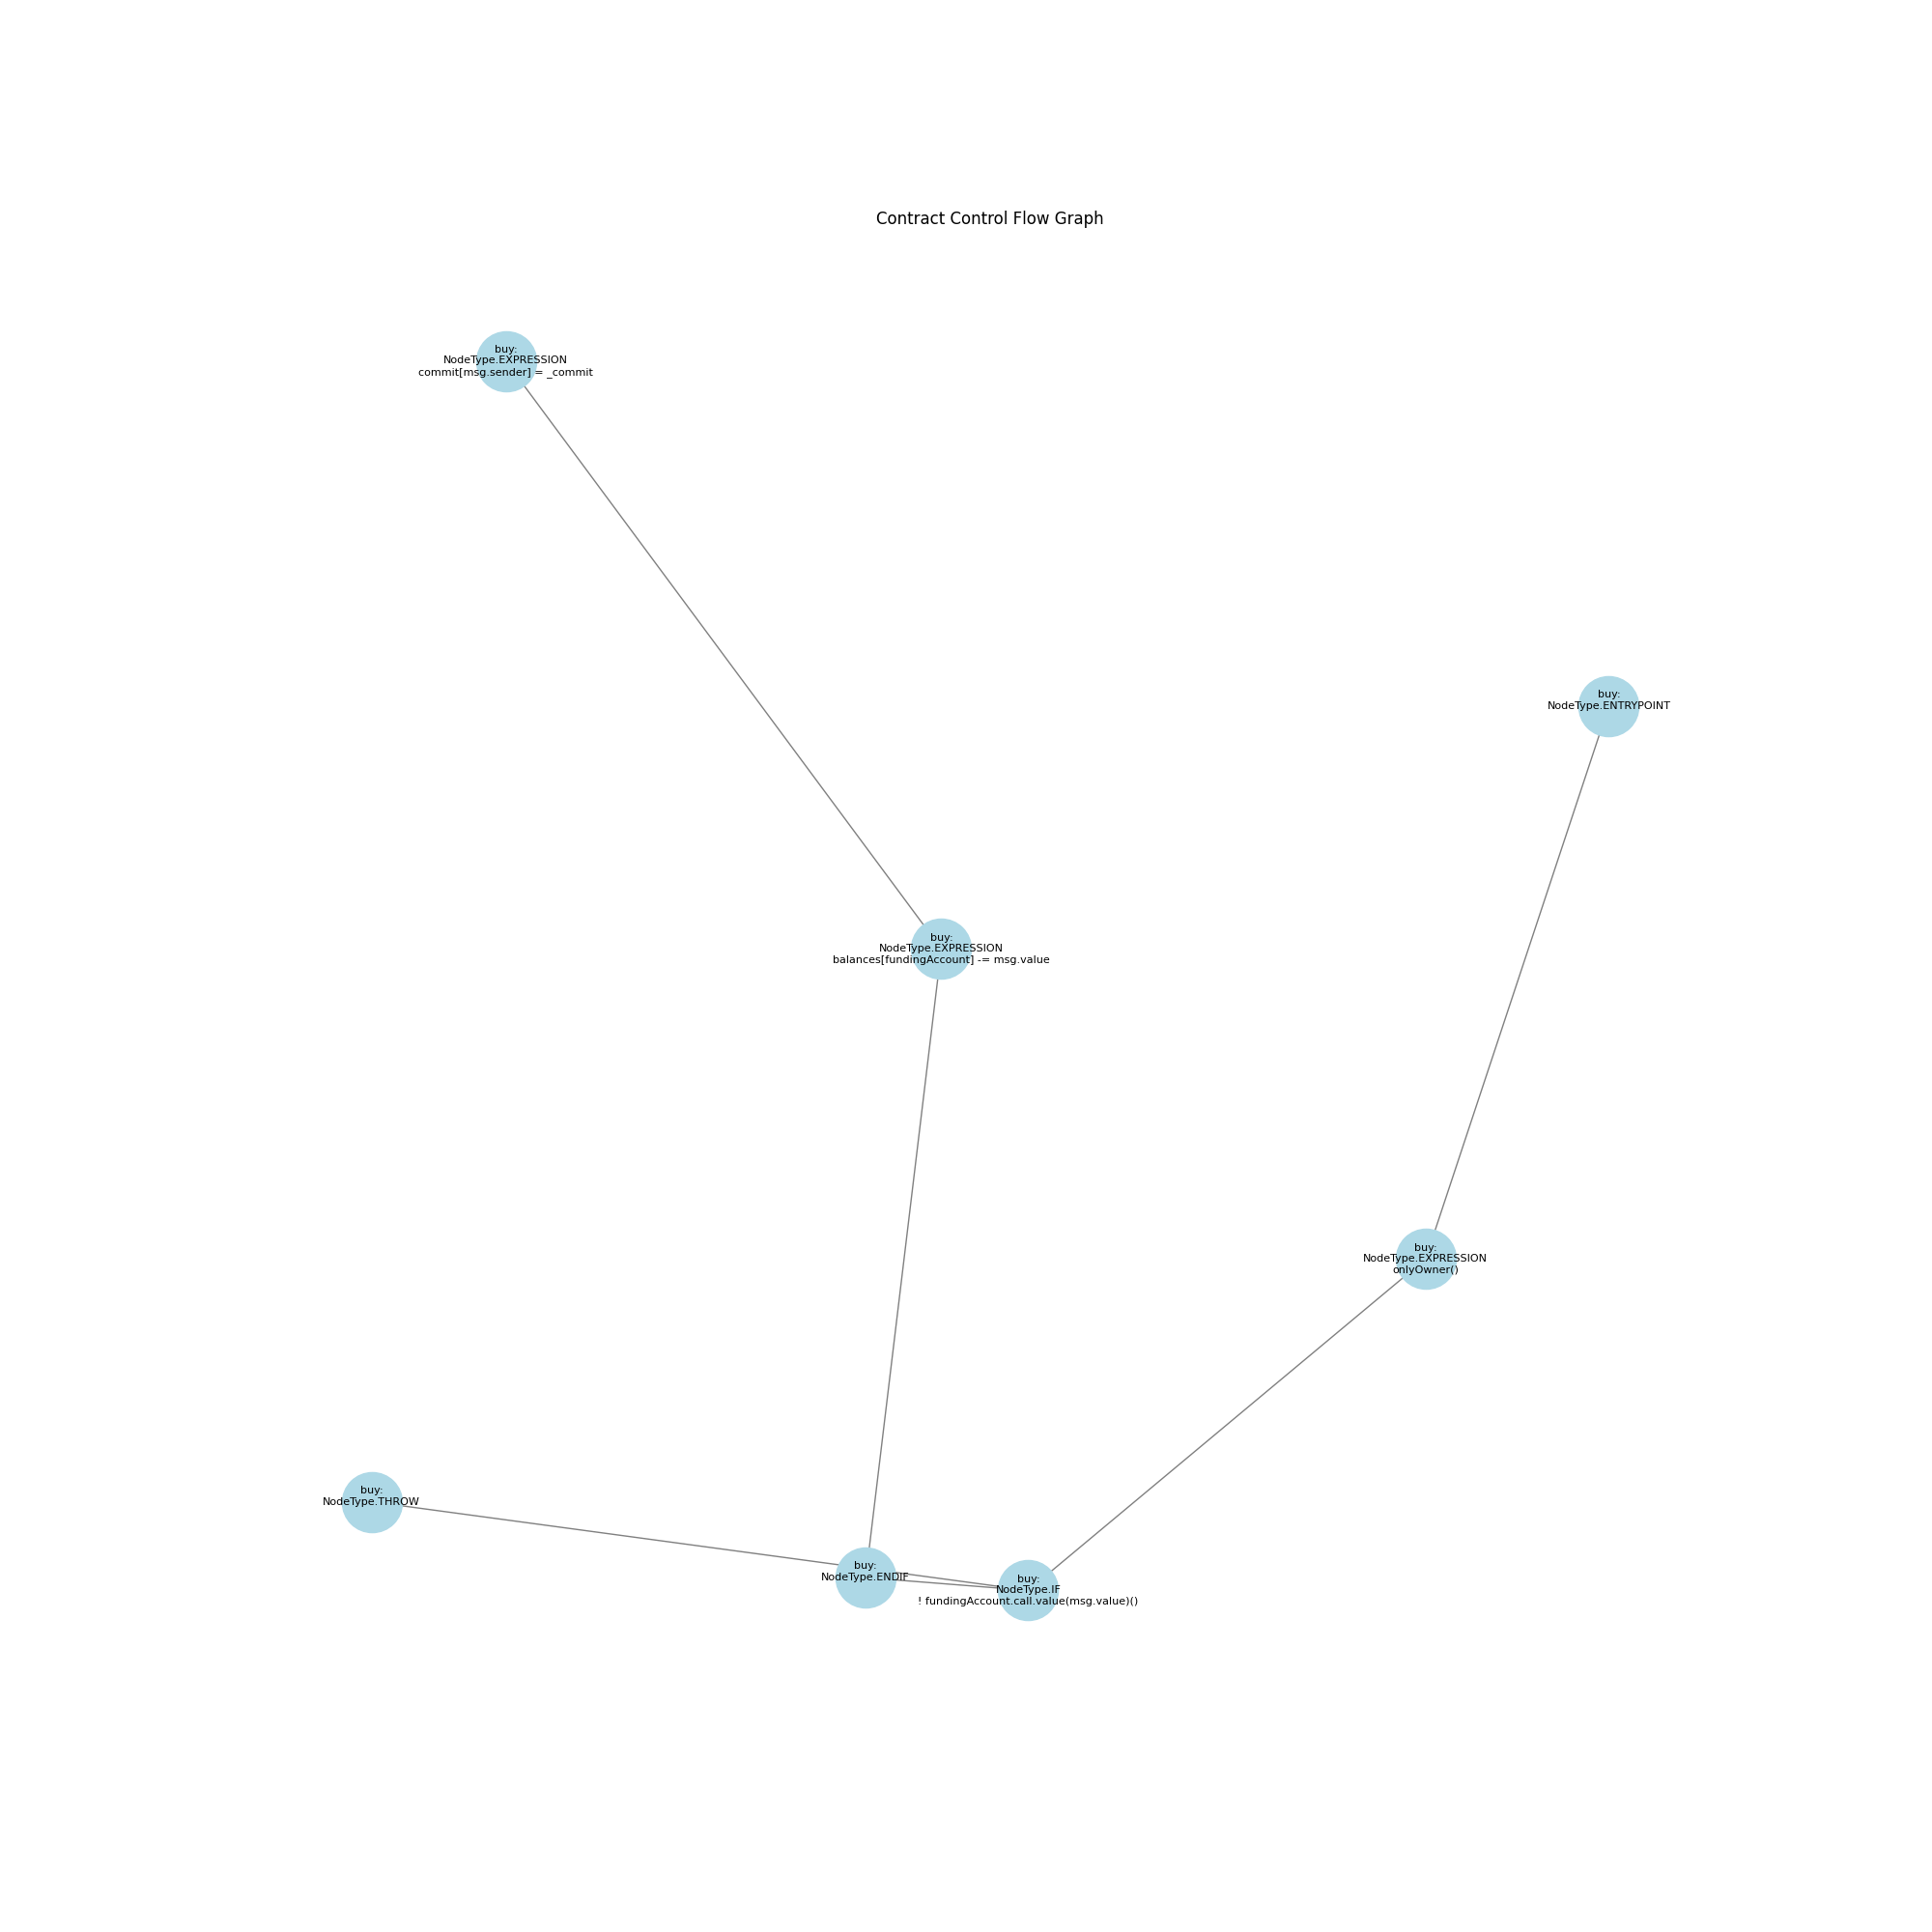 Contract Control Flow Graph
buy:
NodeType.EXPRESSION
commit[msg.sender] = _commit
buy:
NodeType.ENTRYPOINT
buy:
NodeType.EXPRESSION
balances[fundingAccount] -= msg.value
buy:
NodeType.EXPRESSION
onlyOwner()
buy:
NodeType.THROW
buy:
NodeType.ENDIF
buy:
NodeType.IF
! fundingAccount.call.value(msg.value)()